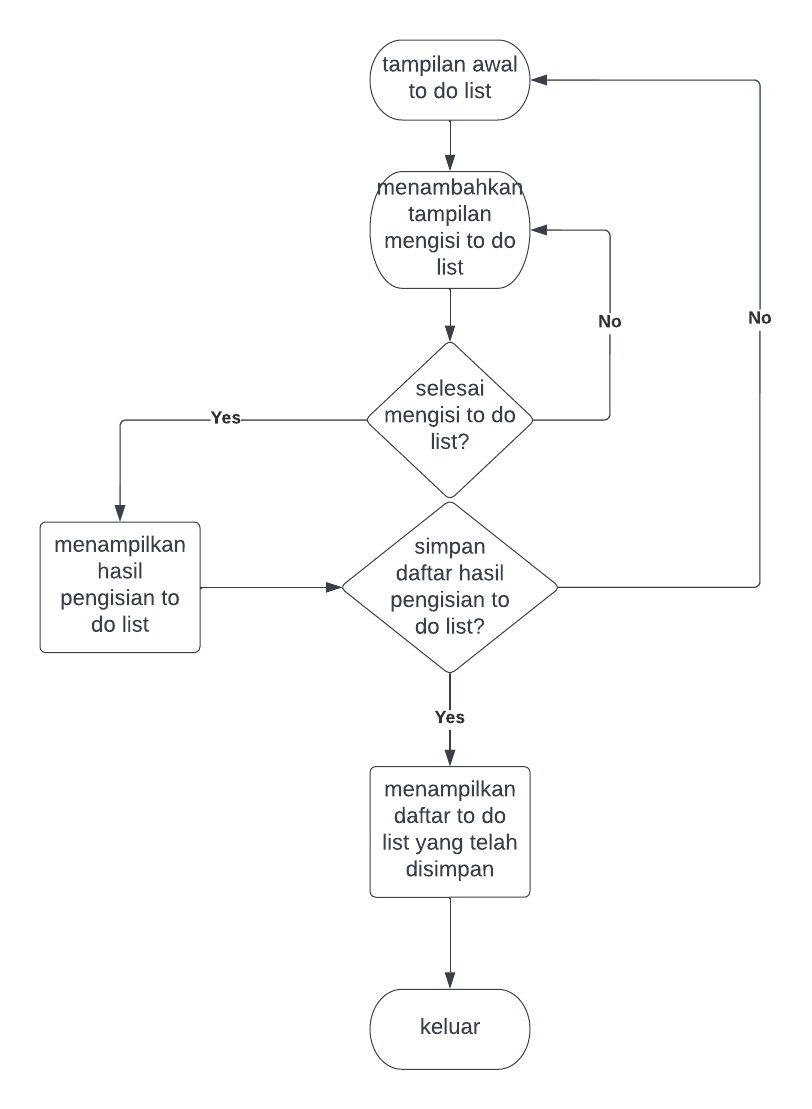 tampilan awal
to do list
menambahkan
tampilan
mengisi to do
list
No
No
selesai
mengisi to do
list?
Yes
menampilkan
hasil
pengisian to
do list
simpan
daftar hasil
pengisian to
do list?
Yes
menampilkan
daftar to do
list yang telah
disimpan
keluar